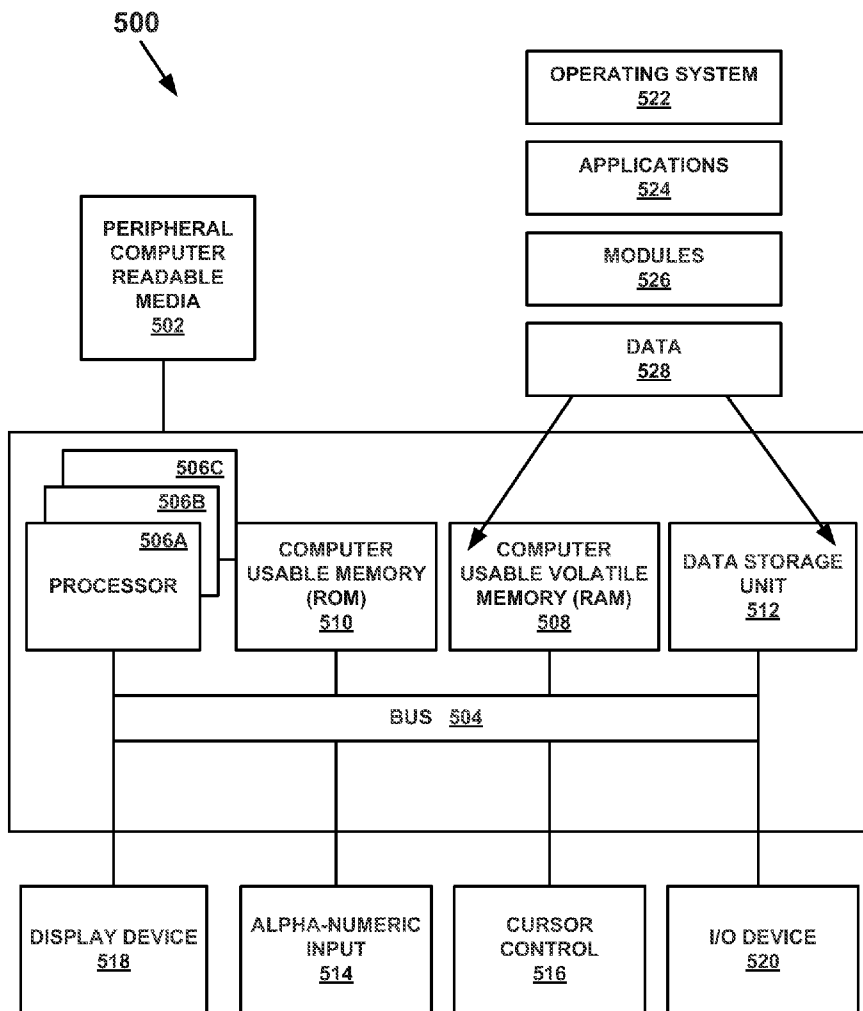 500
OPERATING SYSTEM
522
APPLICATIONS
524
MODULES
526
DATA
528
PERIPHERAL
COMPUTER
READABLE
MEDIA
502
506C
506B
506A
PROCESSOR
COMPUTER
USABLE MEMORY
(ROM)
510
COMPUTER
USABLE VOLATILE
MEMORY (RAM)
508
DATA STORAGE
UNIT
512
BUS 504
DISPLAY DEVICE
518
ALPHA-NUMERIC
INPUT
514
CURSOR
CONTROL
516
I/O DEVICE
520